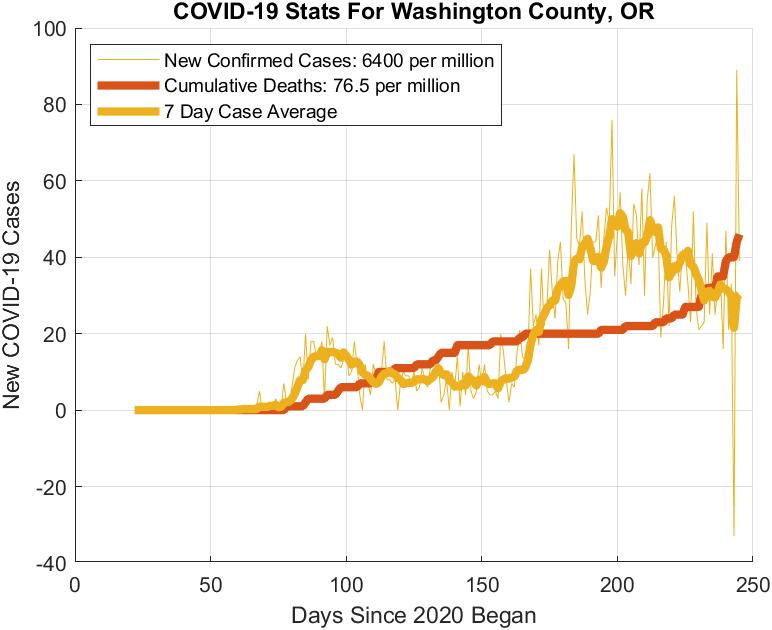 COVID-19 Stats For Washington County, OR
100
80
60
40
20
0
-20
-40
New Confirmed Cases: 6400 per million
Cumulative Deaths: 76.5 per million
7 Day Case Average
New COVID-19 Cases
0 50 100 150 200 250
Days Since 2020 Began